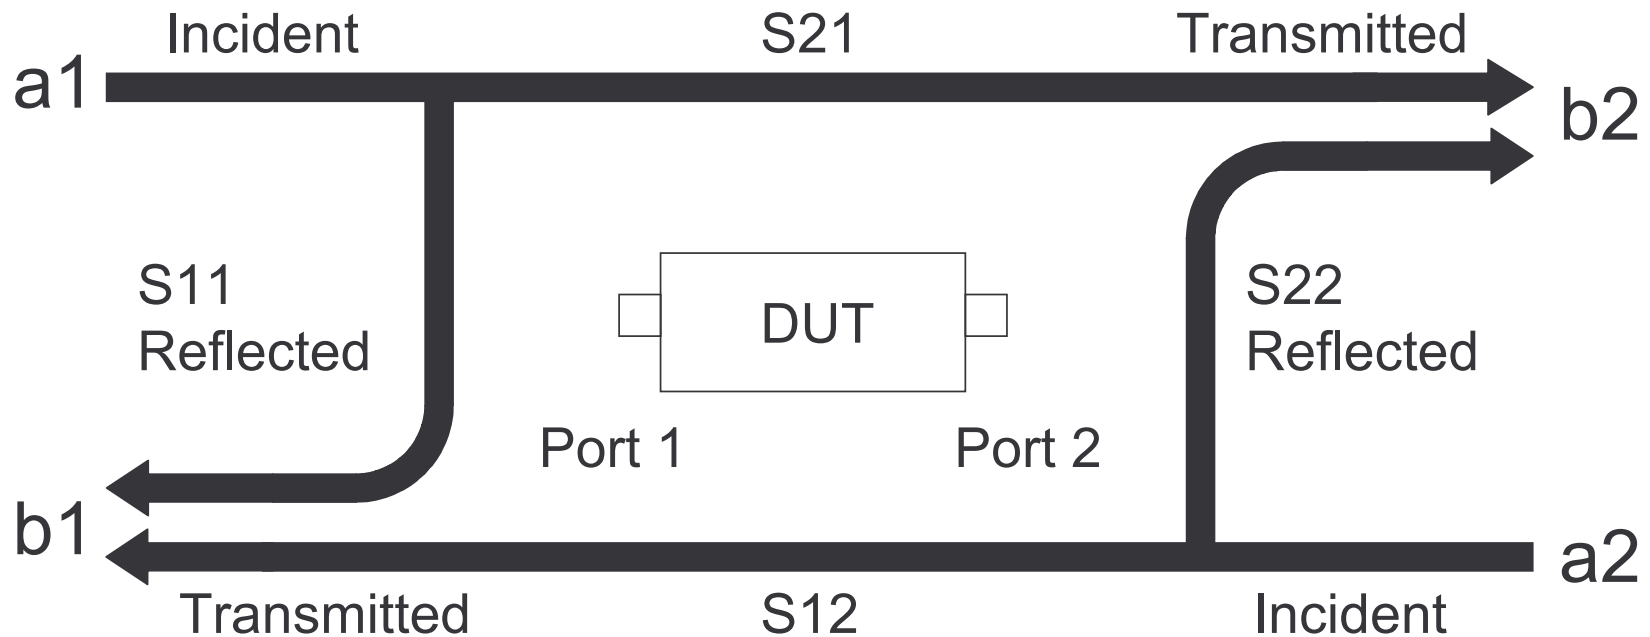 Incident
S21
Transmitted
a1
b2
S11
Reflected
DUT
S22
Reflected
Port 1
Port 2
b1
a2
Transmitted
S12
Incident